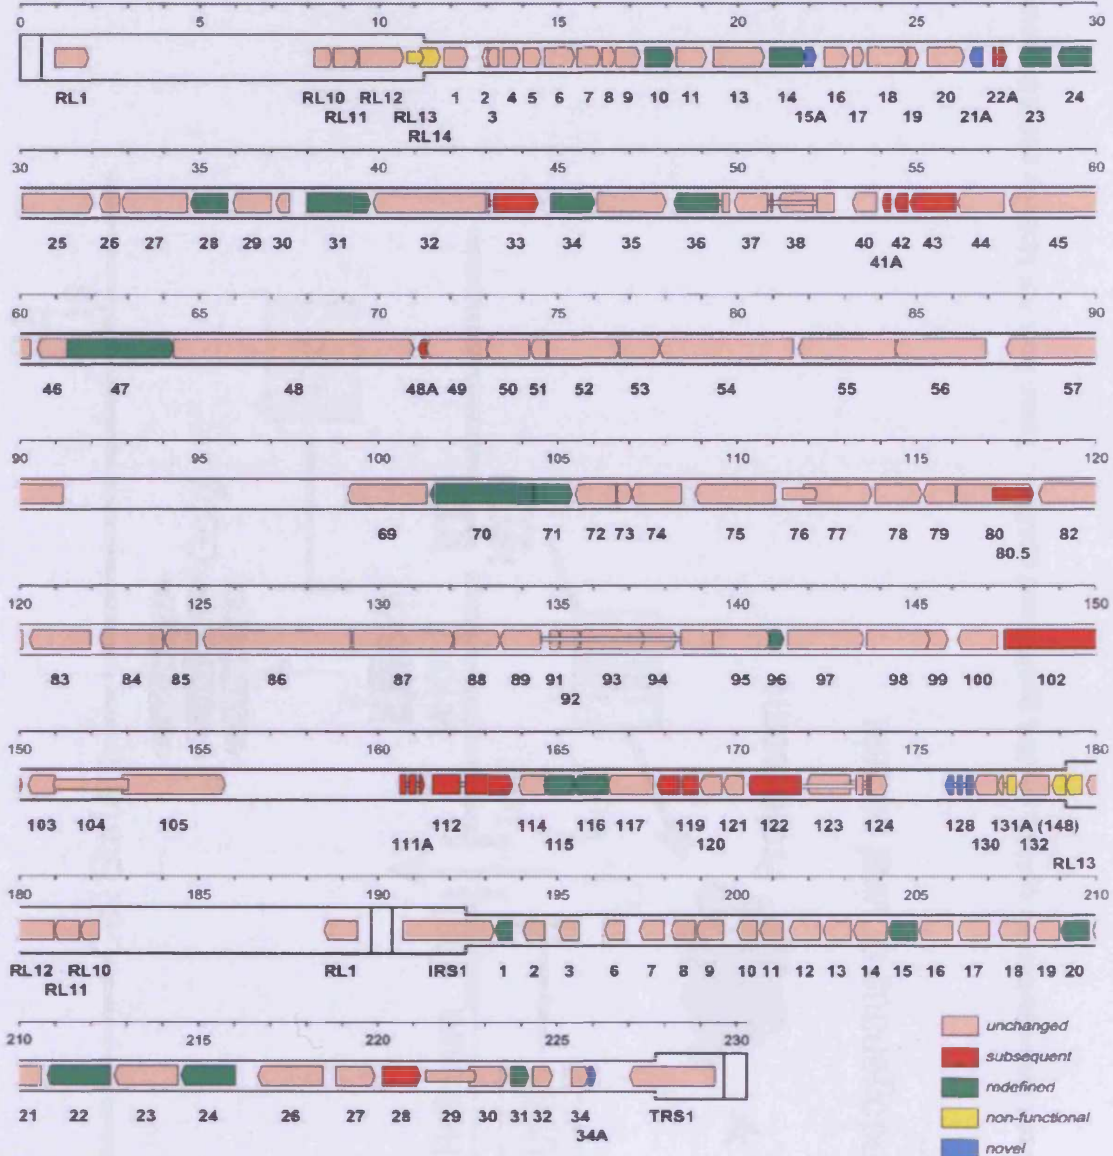 0 5 10 15 20 25 30
RL1 RL10 RL12 1 2 4 5 6 7 8 9 10 11 13 14 16 18 20 22A 24
RL11 RL13 3 15A 17 19 21A 23
RL14
30 35 40 45 50 55 60
25 26 27 28 29 30 31 32 33 34 35 36 37 38 40 42 43 44 45
41A
60 65 70 75 80 85 90
46 47 48 48A 49 50 51 52 53 54 55 56 57
90 95 100 105 110 115 120
69 70 71 72 73 74 75 76 77 78 79 80 82
80.5
120 125 130 135 140 145 150
83 84 85 86 87 88 89 91 93 94 95 96 97 98 99 100 102
92
150 155 160 165 170 175 180
103 104 105 112 114 116 117 119 121 122 123 124 128 131A (148)
111A 115 120 130 132
RL13
180 185 190 195 200 205 210
RL12 RL10 RL1 IRS1 1 2 3 6 7 8 9 10 11 12 13 14 15 16 17 18 19 20
RL11
210 215 220 225 230
21 22 23 24 26 27 28 29 30 31 32 34 TRS1
34A
unchanged
subsequent
redefined
non-functional
novel